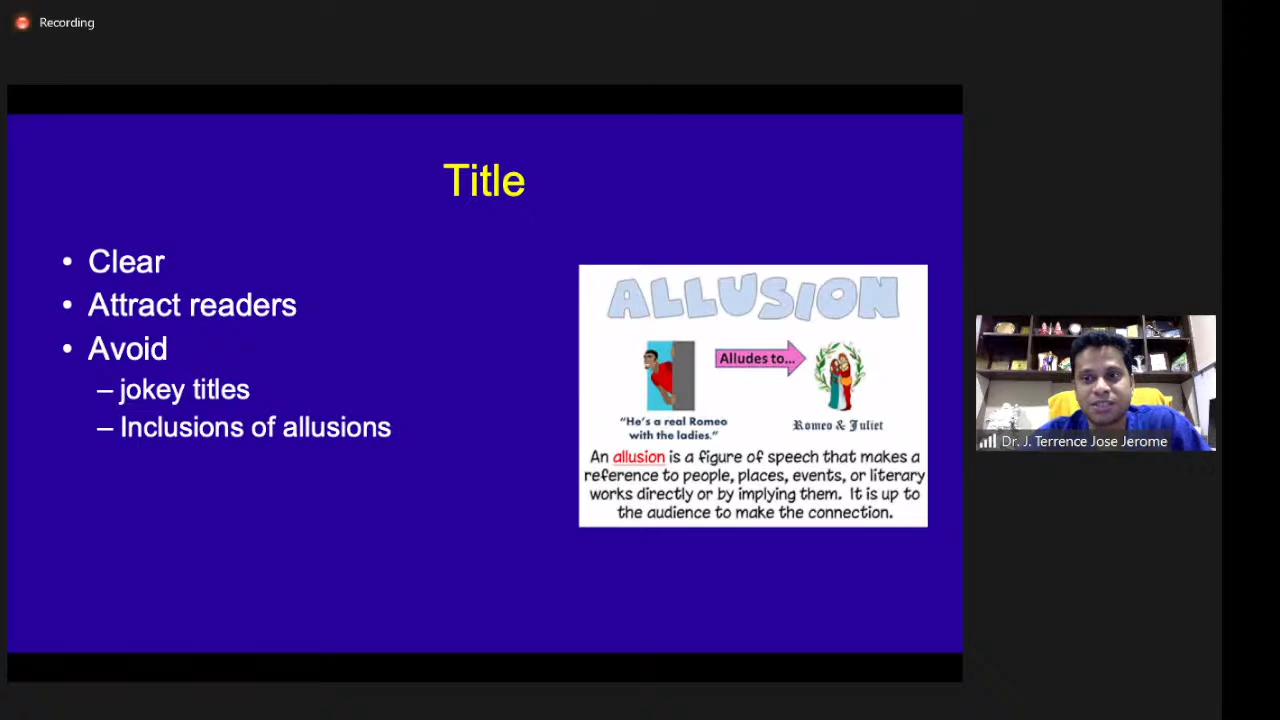 Recording
Title
• Clear
• Attract readers
• Avoid
– jokey titles
– Inclusions of allusions
ALLUSION
Alludes to...
"He's a real Romeo
with the ladies."
Romeo & Juliet
An allusion is a figure of speech that makes a
reference to people, places, events, or literary
works directly or by implying them. It is up to
the audience to make the connection.
Dr. J. Terrence Jose Jerome